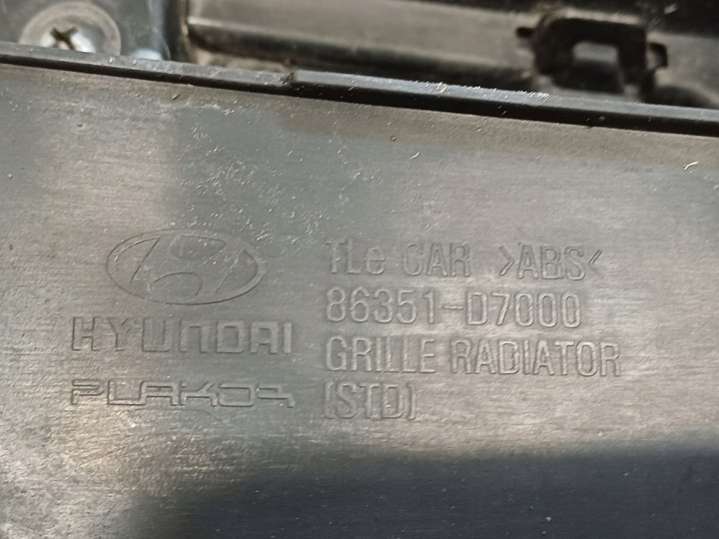 TLe CAR >ABS<
86351-D7000
HYUNDAI
GRILLE RADIATOR
PLAKOR
(STD)